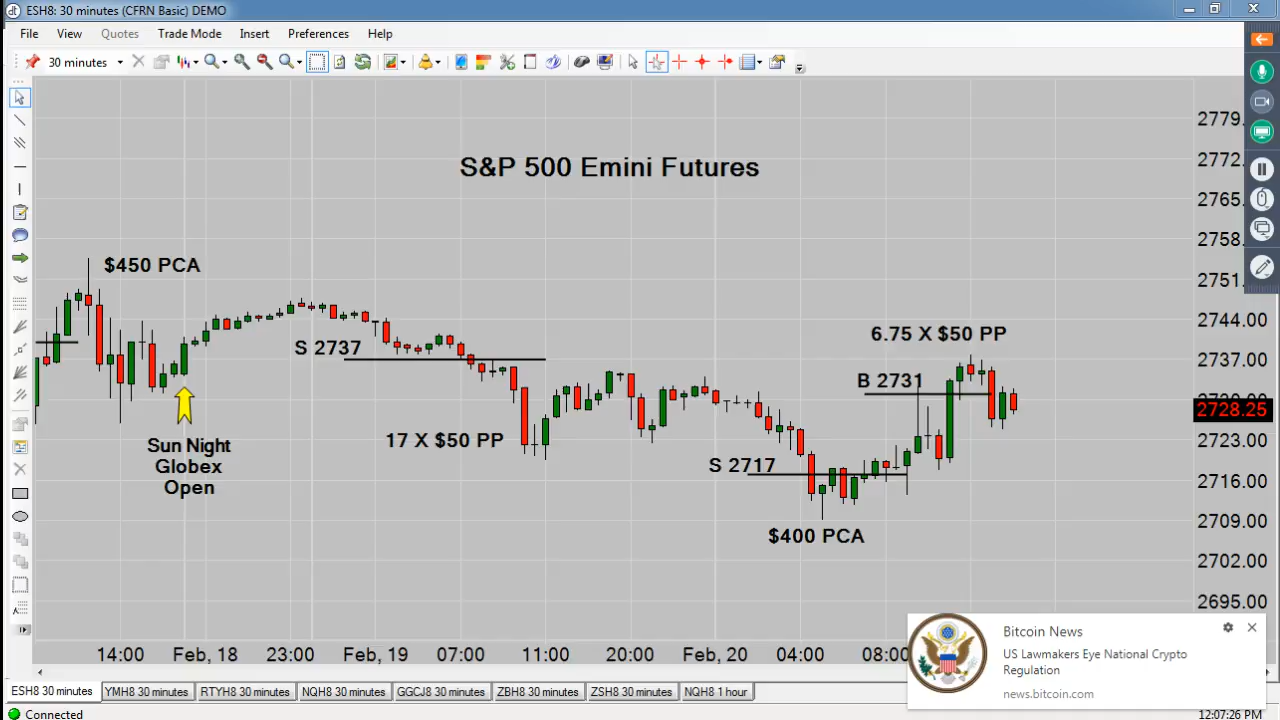 ESH8: 30 minutes (CFRN Basic) DEMO
File View Quotes Trade Mode Insert Preferences Help
30 minutes
S&P 500 Emini Futures
$450 PCA
S 2737
Sun Night
Globex
Open
17 X $50 PP
S 2717
$400 PCA
6.75 X $50 PP
B 2731
2779.
2772.
2765.
2758.
2751.
2744.00
2737.00
2728.25
2723.00
2716.00
2709.00
2702.00
2695.00
14:00 Feb, 18 23:00 Feb, 19 07:00 11:00 20:00 Feb, 20 04:00 08:00
Bitcoin News
US Lawmakers Eye National Crypto
Regulation
news.bitcoin.com
ESH8 30 minutes YMH8 30 minutes RTYH8 30 minutes NQH8 30 minutes GGCJ8 30 minutes ZBH8 30 minutes ZSH8 30 minutes NQH8 1 hour
Connected 12:07:26 PM